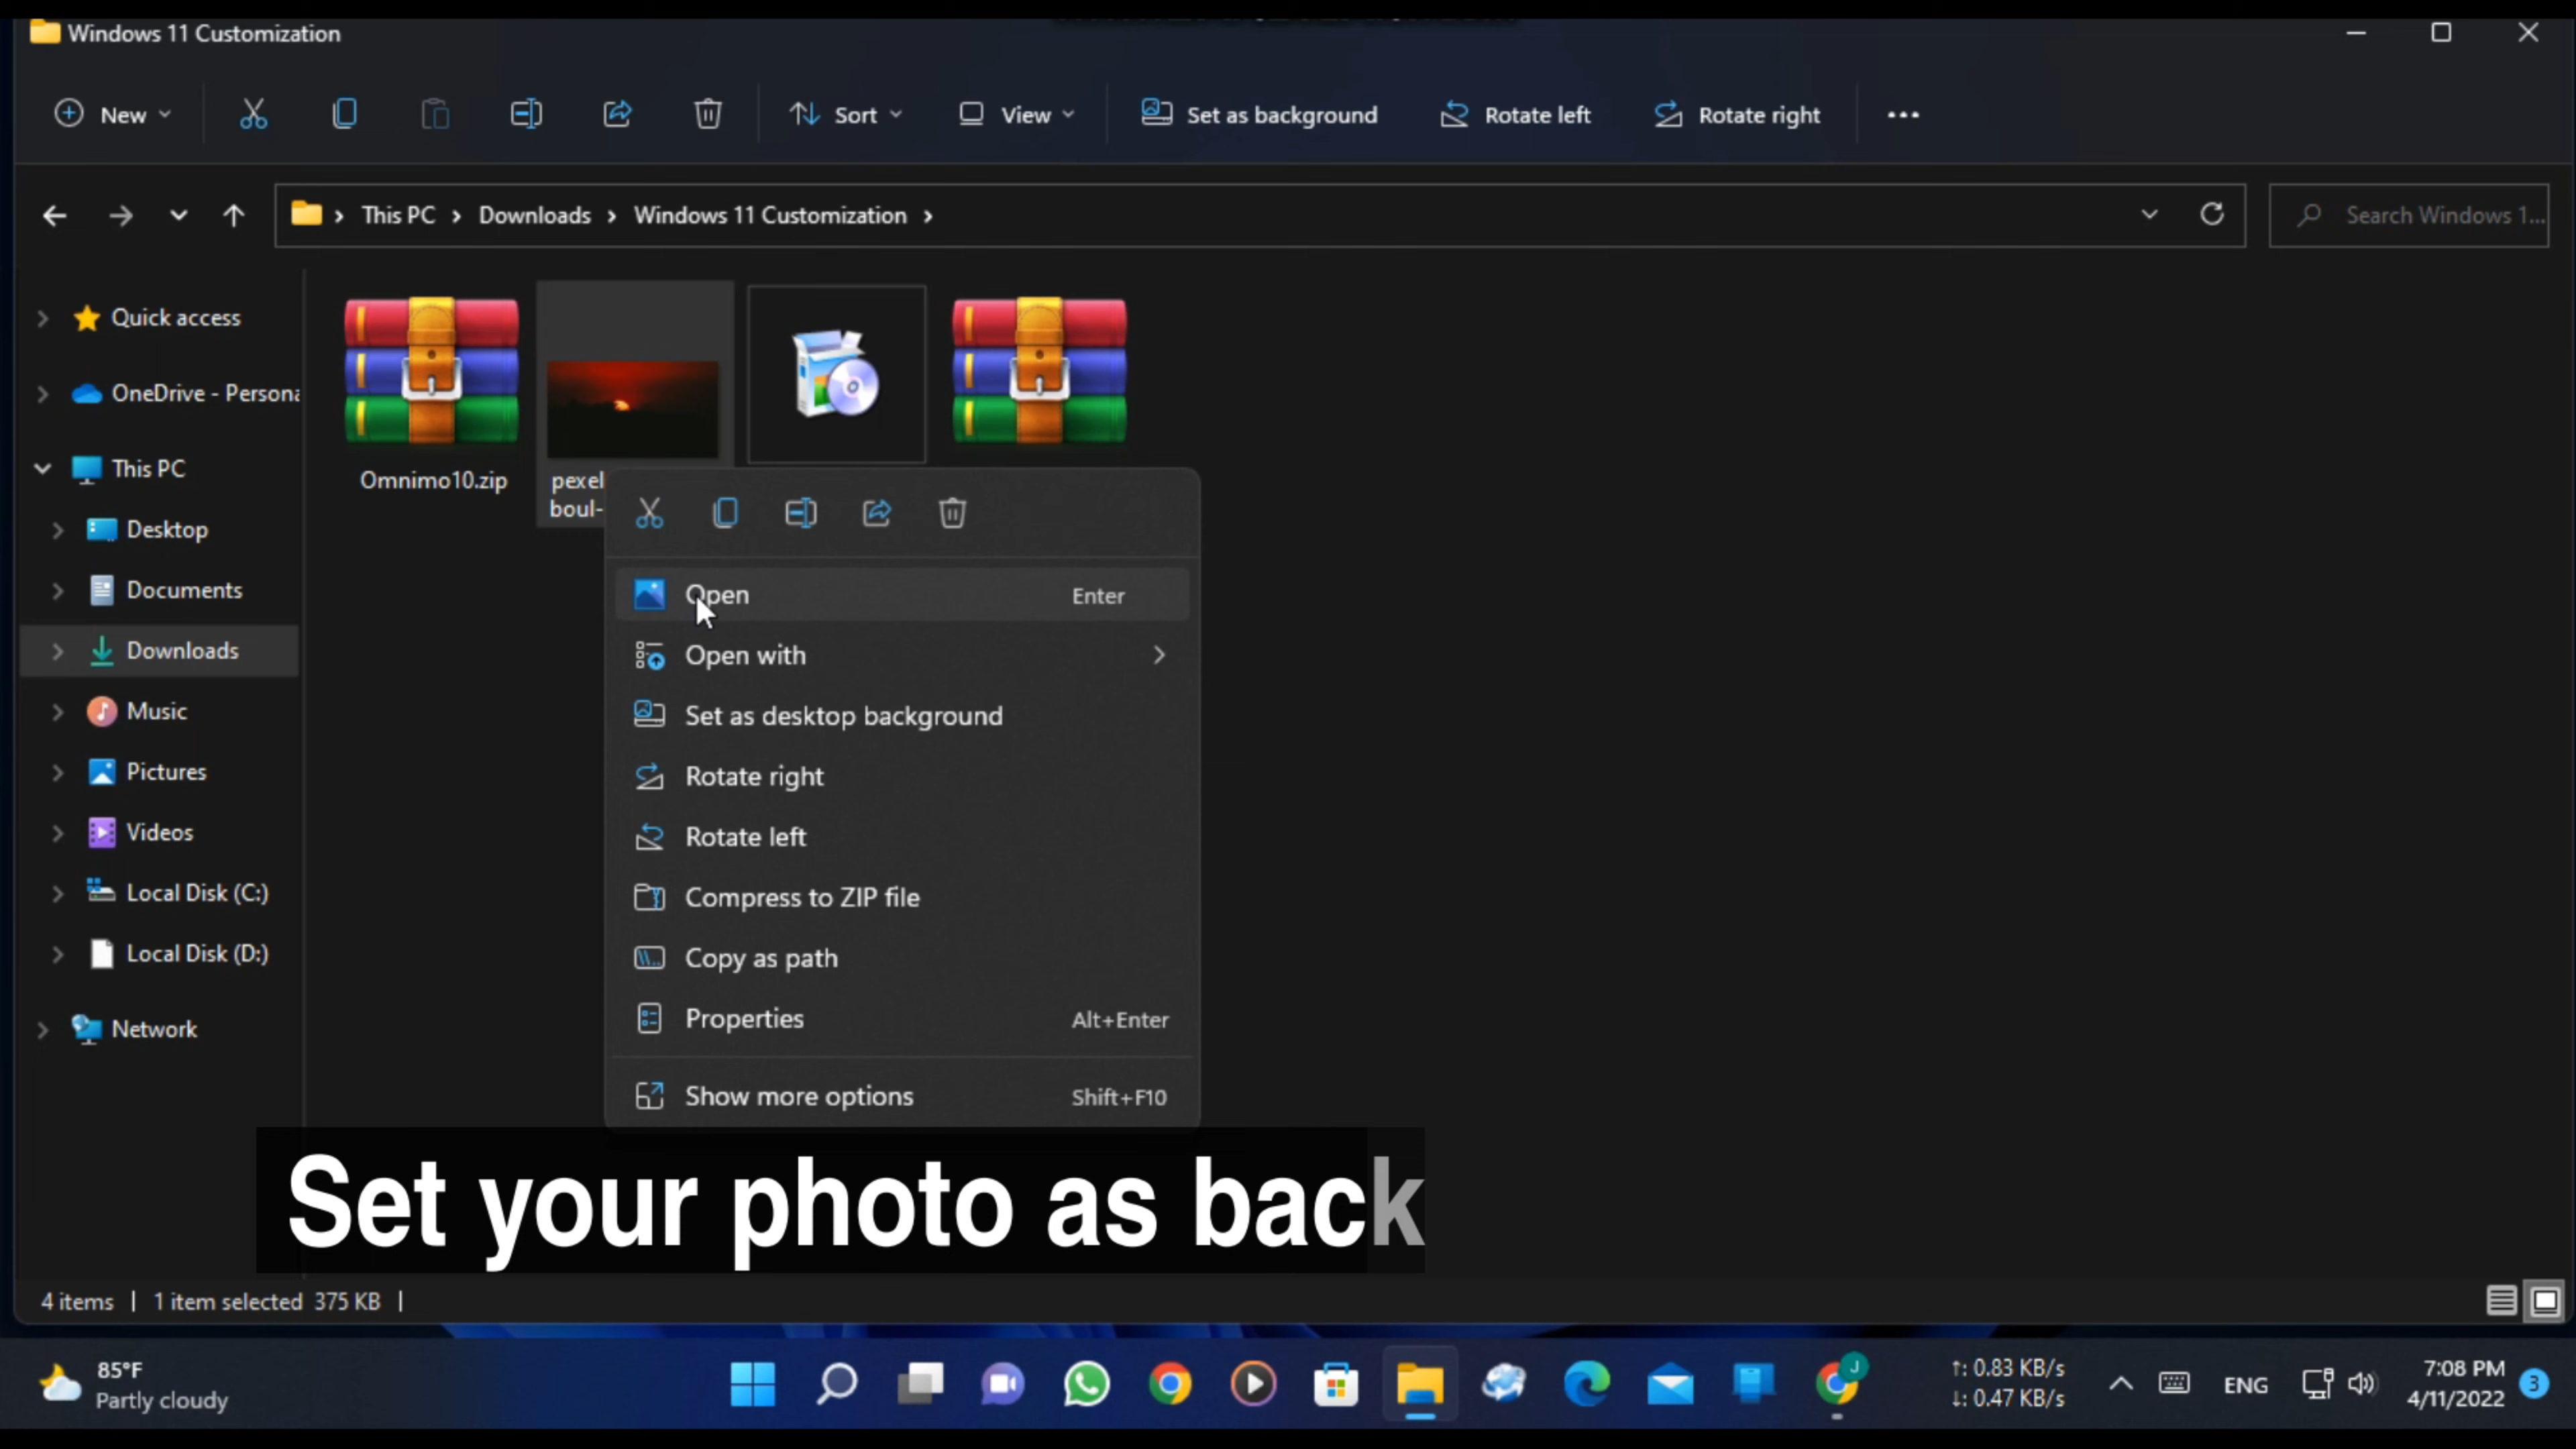 Windows 11 Customization
New
Sort
View
Set as background
Rotate left
Rotate right
This PC
Downloads
Windows 11 Customization
Search Windows 1...
Quick access
OneDrive - Persona
This PC
Desktop
Documents
Downloads
Music
Pictures
Videos
Local Disk (C:)
Local Disk (D:)
Network
Omnimo10.zip
pexel
boul-
Open Enter
Open with
Set as desktop background
Rotate right
Rotate left
Compress to ZIP file
Copy as path
Properties Alt+Enter
Show more options Shift+F10
Set your photo as back
4 items 1 item selected 375 KB
85°F
Partly cloudy
J
↑: 0.83 KB/s
↓: 0.47 KB/s
ENG
7:08 PM
4/11/2022
3